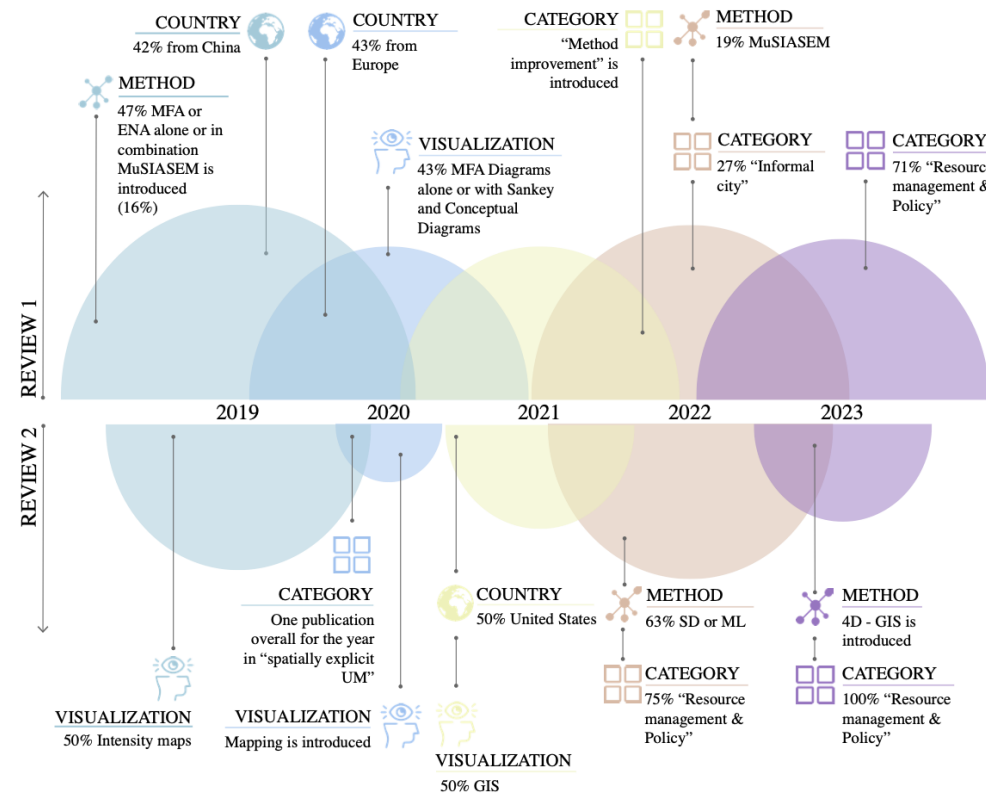 COUNTRY
42% from China
COUNTRY
43% from
Europe
CATEGORY
“Method
improvement” is
introduced
METHOD
19% MuSIASEM
METHOD
47% MFA or
ENA alone or in
combination
MuSIASEM is
introduced
(16%)
VISUALIZATION
43% MFA Diagrams
alone or with Sankey
and Conceptual
Diagrams
CATEGORY
27% “Informal
city”
CATEGORY
71% “Resourc
management &
Policy”
REVIEW 1
2019
2020
2021
2022
2023
REVIEW 2
CATEGORY
One publication
overall for the year
in “spatially explicit
UM”
COUNTRY
50% United States
METHOD
63% SD or ML
METHOD
4D - GIS is
introduced
CATEGORY
75% “Resource
management &
Policy”
CATEGORY
100% “Resource
management &
Policy”
VISUALIZATION
50% Intensity maps
VISUALIZATION
Mapping is introduced
VISUALIZATION
50% GIS